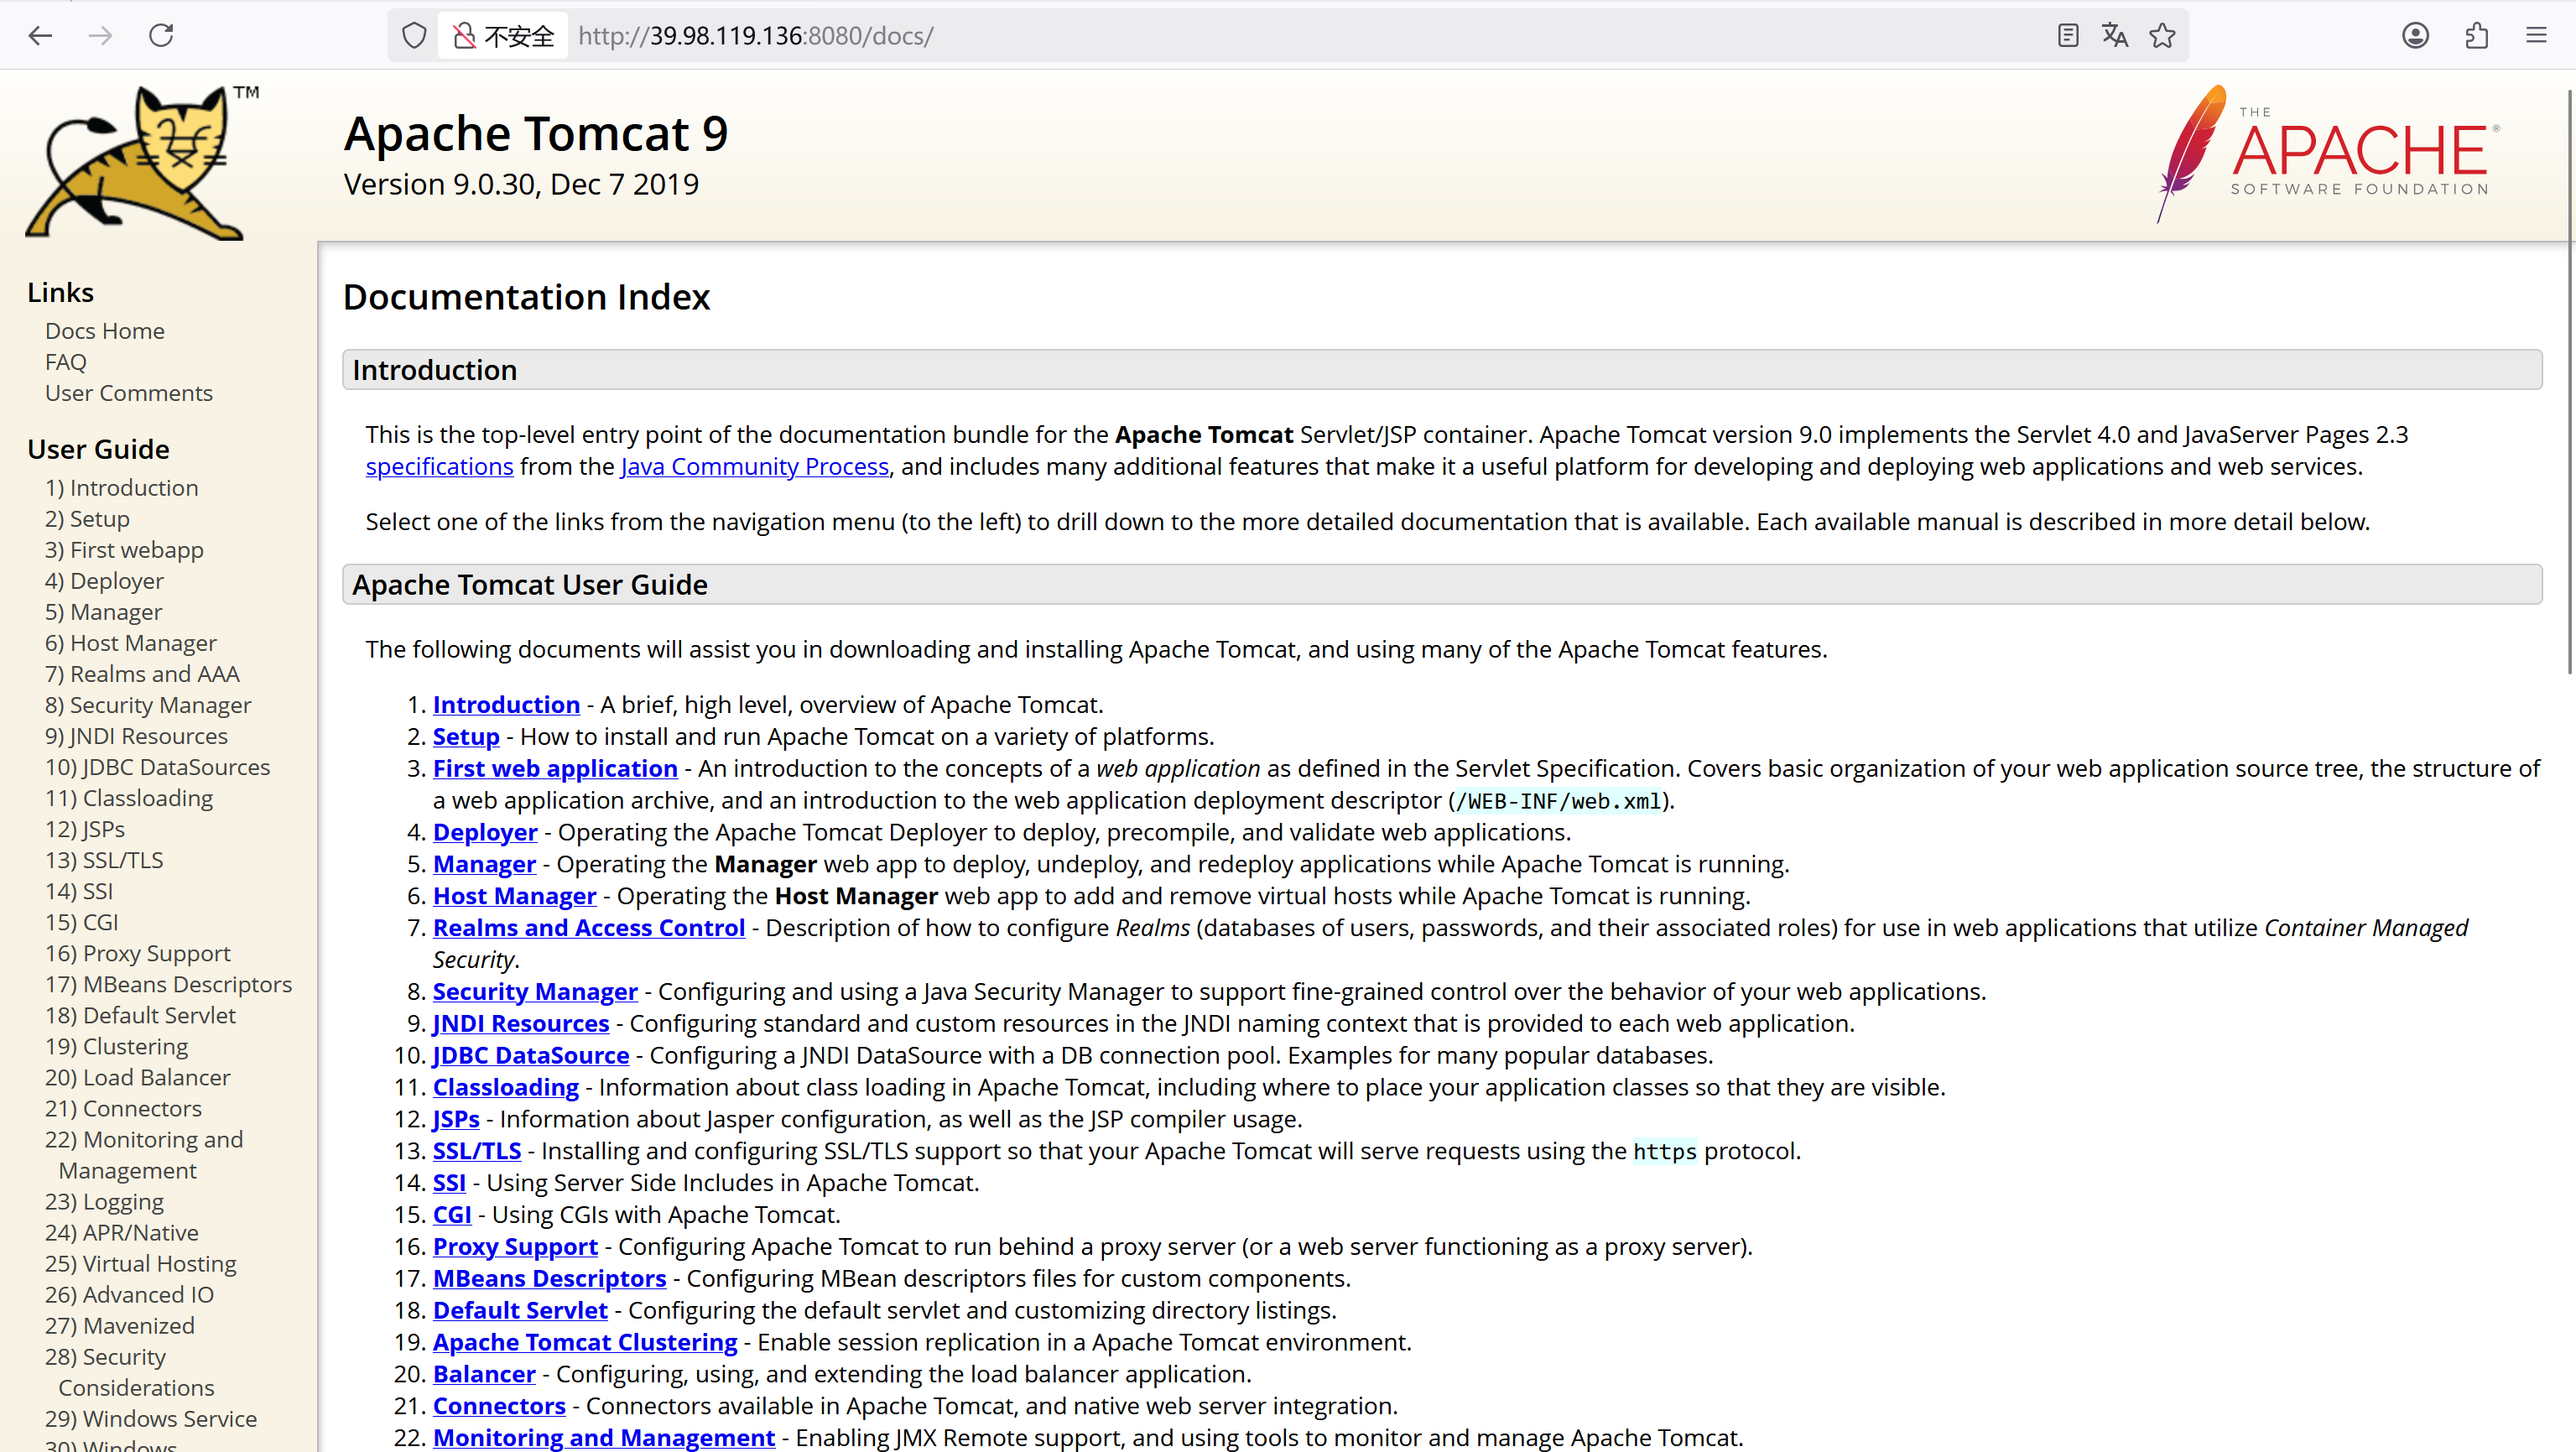 不安全 http://39.98.119.136:8080/docs/
TM
Apache Tomcat 9
Version 9.0.30, Dec 7 2019
THE
APACHE®
SOFTWARE FOUNDATION
Links
Docs Home
FAQ
User Comments
User Guide
1) Introduction
2) Setup
3) First webapp
4) Deployer
5) Manager
6) Host Manager
7) Realms and AAA
8) Security Manager
9) JNDI Resources
10) JDBC DataSources
11) Classloading
12) JSPs
13) SSL/TLS
14) SSI
15) CGI
16) Proxy Support
17) MBeans Descriptors
18) Default Servlet
19) Clustering
20) Load Balancer
21) Connectors
22) Monitoring and
Management
23) Logging
24) APR/Native
25) Virtual Hosting
26) Advanced IO
27) Mavenized
28) Security
Considerations
29) Windows Service
30) Windows
Documentation Index
Introduction
This is the top-level entry point of the documentation bundle for the Apache Tomcat Servlet/JSP container. Apache Tomcat version 9.0 implements the Servlet 4.0 and JavaServer Pages 2.3
specifications from the Java Community Process, and includes many additional features that make it a useful platform for developing and deploying web applications and web services.
Select one of the links from the navigation menu (to the left) to drill down to the more detailed documentation that is available. Each available manual is described in more detail below.
Apache Tomcat User Guide
The following documents will assist you in downloading and installing Apache Tomcat, and using many of the Apache Tomcat features.
1. Introduction - A brief, high level, overview of Apache Tomcat.
2. Setup - How to install and run Apache Tomcat on a variety of platforms.
3. First web application - An introduction to the concepts of a web application as defined in the Servlet Specification. Covers basic organization of your web application source tree, the structure of
a web application archive, and an introduction to the web application deployment descriptor (/WEB-INF/web.xml).
4. Deployer - Operating the Apache Tomcat Deployer to deploy, precompile, and validate web applications.
5. Manager - Operating the Manager web app to deploy, undeploy, and redeploy applications while Apache Tomcat is running.
6. Host Manager - Operating the Host Manager web app to add and remove virtual hosts while Apache Tomcat is running.
7. Realms and Access Control - Description of how to configure Realms (databases of users, passwords, and their associated roles) for use in web applications that utilize Container Managed
Security.
8. Security Manager - Configuring and using a Java Security Manager to support fine-grained control over the behavior of your web applications.
9. JNDI Resources - Configuring standard and custom resources in the JNDI naming context that is provided to each web application.
10. JDBC DataSource - Configuring a JNDI DataSource with a DB connection pool. Examples for many popular databases.
11. Classloading - Information about class loading in Apache Tomcat, including where to place your application classes so that they are visible.
12. JSPs - Information about Jasper configuration, as well as the JSP compiler usage.
13. SSL/TLS - Installing and configuring SSL/TLS support so that your Apache Tomcat will serve requests using the https protocol.
14. SSI - Using Server Side Includes in Apache Tomcat.
15. CGI - Using CGIs with Apache Tomcat.
16. Proxy Support - Configuring Apache Tomcat to run behind a proxy server (or a web server functioning as a proxy server).
17. MBeans Descriptors - Configuring MBean descriptors files for custom components.
18. Default Servlet - Configuring the default servlet and customizing directory listings.
19. Apache Tomcat Clustering - Enable session replication in a Apache Tomcat environment.
20. Balancer - Configuring, using, and extending the load balancer application.
21. Connectors - Connectors available in Apache Tomcat, and native web server integration.
22. Monitoring and Management - Enabling JMX Remote support, and using tools to monitor and manage Apache Tomcat.